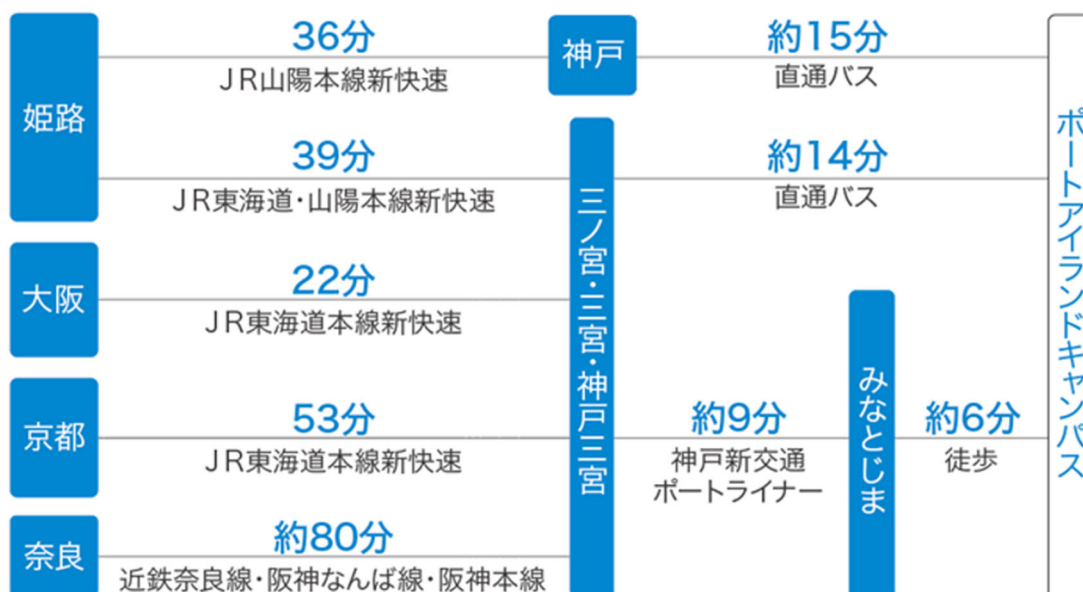 姫路
36分
JR山陽本線新快速
神戸
約15分
直通バス
39分
JR東海道・山陽本線新快速
三ノ宮・三宮・神戸三宮
約14分
直通バス
大阪
22分
JR東海道本線新快速
京都
53分
JR東海道本線新快速
約9分
神戸新交通
ポートライナー
みなとじま
約6分
徒歩
奈良
約80分
近鉄奈良線・阪神なんば線・阪神本線
ポートアイランドキャンパス